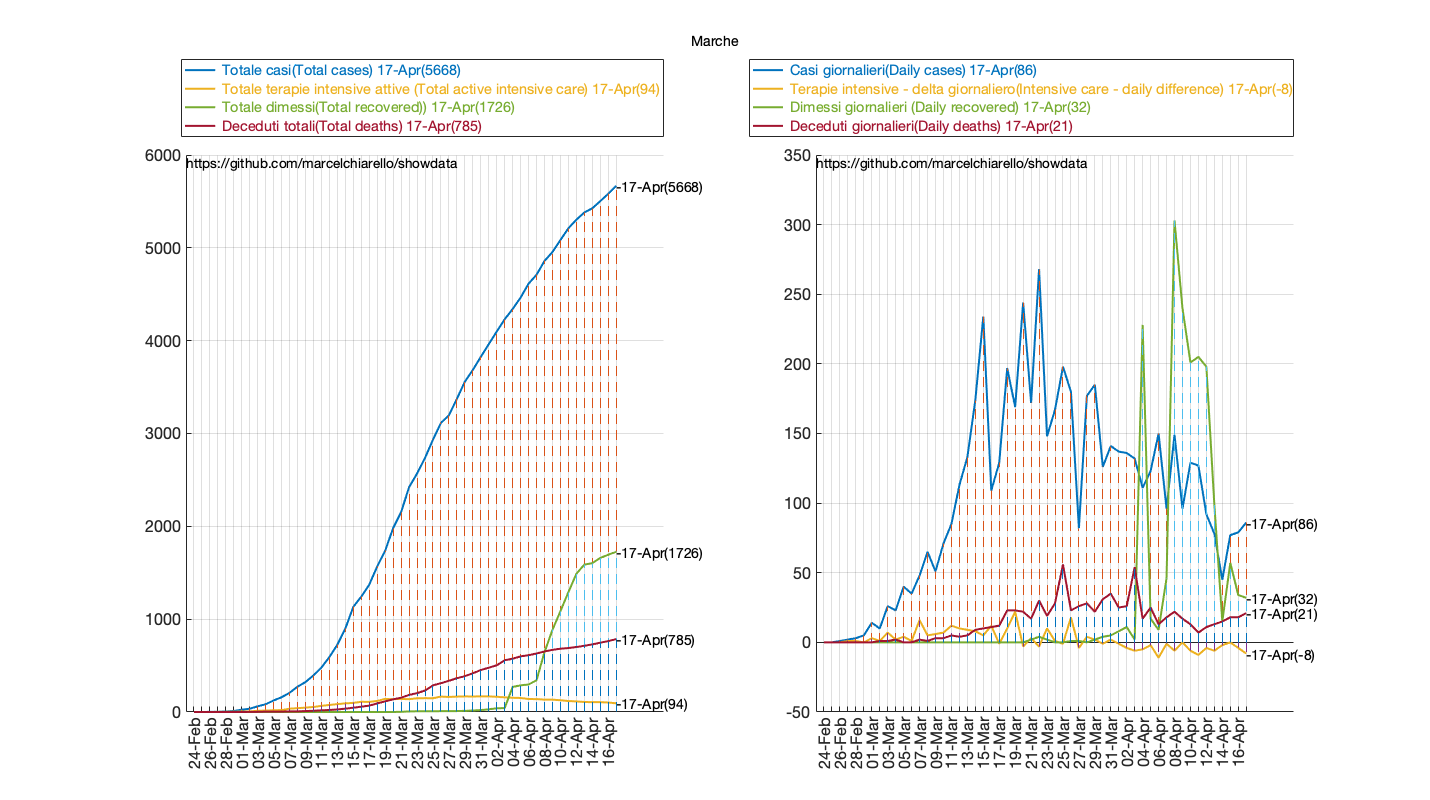 Marche
Totale casi(Total cases) 17-Apr(5668)
Totale terapie intensive attive (Total active intensive care) 17-Apr(94)
Totale dimessi(Total recovered)) 17-Apr(1726)
Deceduti totali(Total deaths) 17-Apr(785)
6000
https://github.com/marcelchiarello/showdata
5000
4000
3000
2000
1000
0
-17-Apr(5668)
-17-Apr(1726)
-17-Apr(785)
-17-Apr(94)
24-Feb
26-Feb
28-Feb
01-Mar
03-Mar
05-Mar
07-Mar
09-Mar
11-Mar
13-Mar
15-Mar
17-Mar
19-Mar
21-Mar
23-Mar
25-Mar
27-Mar
29-Mar
31-Mar
02-Apr
04-Apr
06-Apr
08-Apr
10-Apr
12-Apr
14-Apr
16-Apr
Casi giornalieri(Daily cases) 17-Apr(86)
Terapie intensive - delta giornaliero(Intensive care - daily difference) 17-Apr(-8)
Dimessi giornalieri (Daily recovered) 17-Apr(32)
Deceduti giornalieri(Daily deaths) 17-Apr(21)
350
https://github.com/marcelchiarello/showdata
300
250
200
150
100
50
0
-50
-17-Apr(86)
-17-Apr(32)
-17-Apr(21)
-17-Apr(-8)
24-Feb
26-Feb
28-Feb
01-Mar
03-Mar
05-Mar
07-Mar
09-Mar
11-Mar
13-Mar
15-Mar
17-Mar
19-Mar
21-Mar
23-Mar
25-Mar
27-Mar
29-Mar
31-Mar
02-Apr
04-Apr
06-Apr
08-Apr
10-Apr
12-Apr
14-Apr
16-Apr